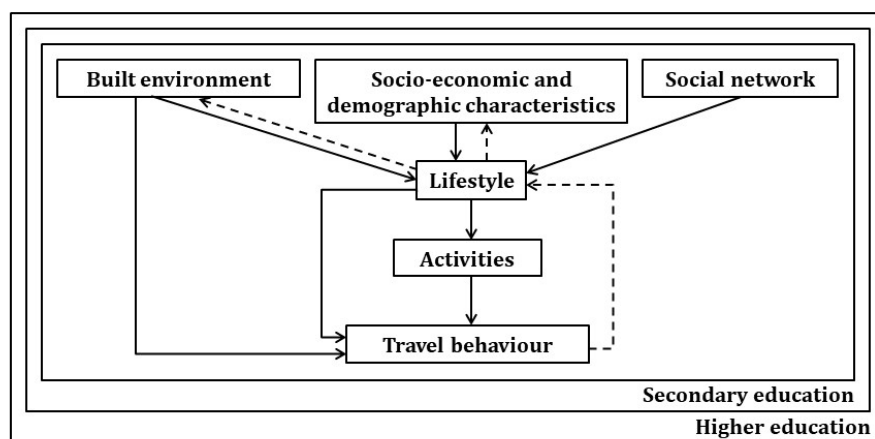 Built environment
Socio-economic and
demographic characteristics
Social network
Lifestyle
Activities
Travel behaviour
Secondary education
Higher education